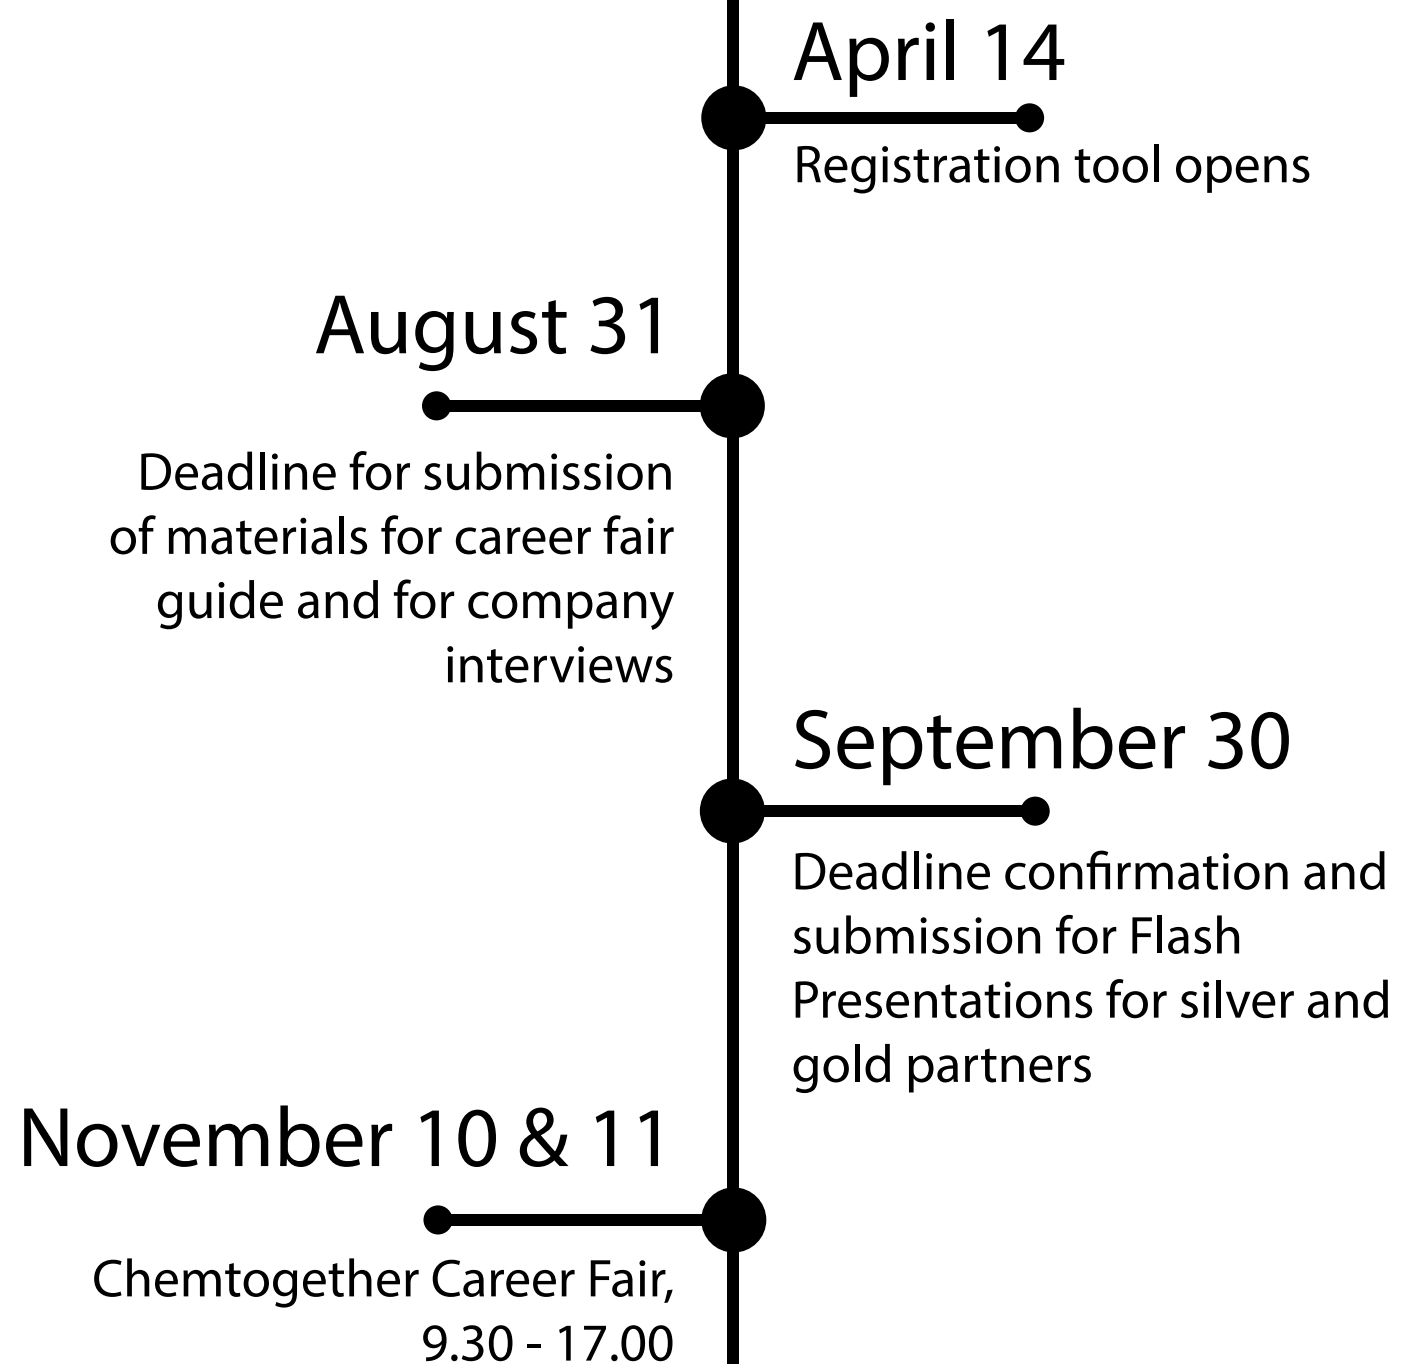 April 14
Registration tool opens
August 31
Deadline for submission
of materials for career fair
guide and for company
interviews
September 30
Deadline confirmation and
submission for Flash
Presentations for silver and
gold partners
November 10 & 11
Chemtogether Career Fair,
9.30 - 17.00